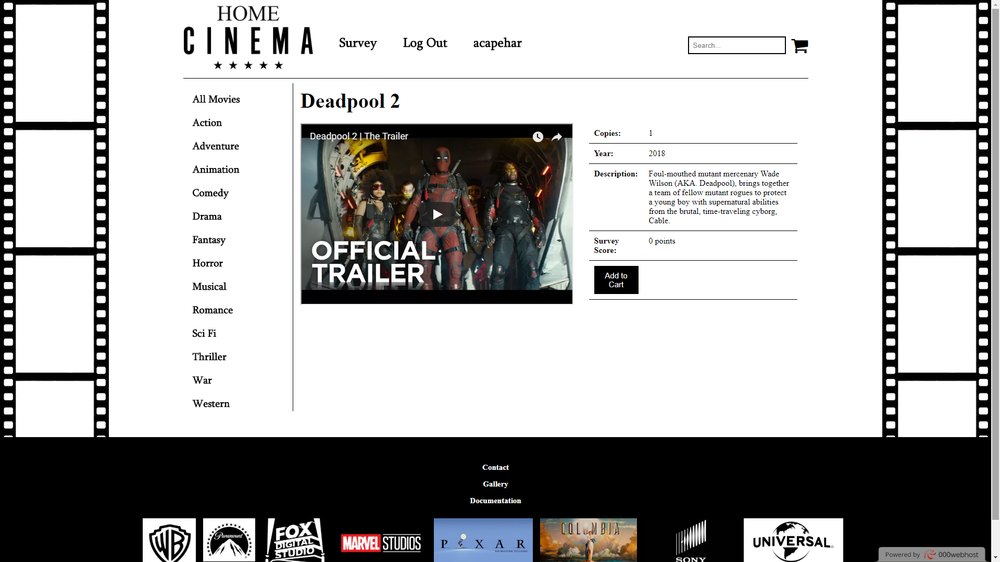 HOME
CINEMA
Survey
Log Out
acapehar
Search...
All Movies
Action
Adventure
Animation
Comedy
Drama
Fantasy
Horror
Musical
Romance
Sci Fi
Thriller
War
Western
Deadpool 2
Deadpool 2 | The Trailer
OFFICIAL
TRAILER
Copies: 1
Year: 2018
Description: Foul-mouthed mutant mercenary Wade
Wilson (AKA. Deadpool), brings together
a team of fellow mutant rogues to protect
a young boy with supernatural abilities
from the brutal, time-traveling cyborg,
Cable.
Survey 0 points
Score:
Add to
Cart
Contact
Gallery
Documentation
WB
Paramount
FOX
DIGITAL
STUDIO
MARVEL STUDIOS
PIXAR
ANIMATION STUDIOS
COLUMBIA
SONY
UNIVERSAL
Powered by 000webhost